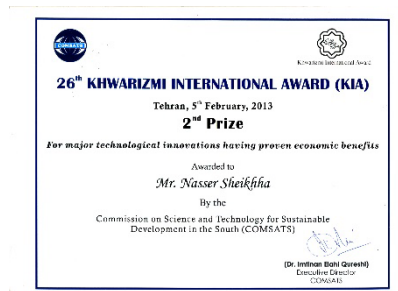 COMSATS
Khwarizmi International Award
26th KHWARIZMI INTERNATIONAL AWARD (KIA)
Tehran, 5th February, 2013
2nd Prize
For major technological innovations having proven economic benefits
Awarded to
Mr. Nasser Sheikhha
By the
Commission on Science and Technology for Sustainable
Development in the South (COMSATS)
(Dr. Imtinan Elahi Qureshi)
Executive Director
COMSATS